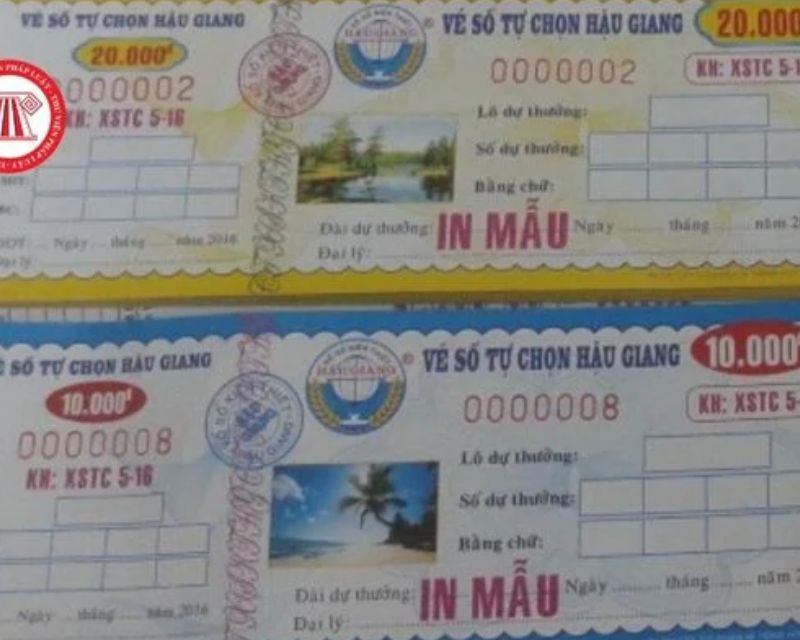 VÉ SỐ TỰ CHỌN HẬU GIANG
20.000đ
0000002
KH: XSTC 5-16
Ngày .... tháng ........ năm 2016
HẬU GIANG
VÉ SỐ TỰ CHỌN HẬU GIANG
20.000
0000002
KH: XSTC 5-1
Lô dự thưởng:
Số dự thưởng:
Bằng chữ:
Đài dự thưởng:
IN MẪU
Ngày ........ tháng ........ năm 2
Đại lý:
SỐ TỰ CHỌN HẬU GIANG
10.000đ
0000008
KH: XSTC 5-16
Ngày ...... tháng ...... năm 2016
HẬU GIANG
VÉ SỐ TỰ CHỌN HẬU GIANG
10.000
0000008
KH: XSTC 5-
Lô dự thưởng:
Số dự thưởng:
Bằng chữ:
Đài dự thưởng:
IN MẪU
Ngày ........ tháng ........ năm 2
Đại lý: